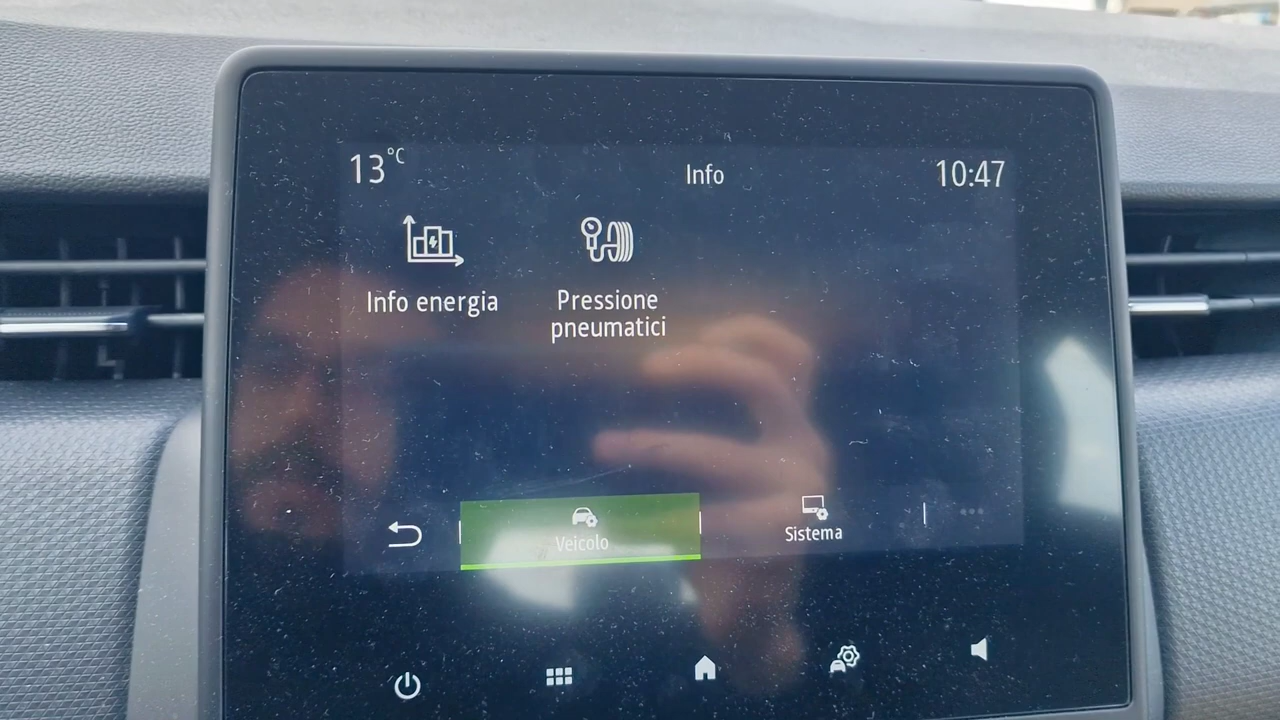 13°C
Info
10:47
Info energia
Pressione
pneumatici
Veicolo
Sistema